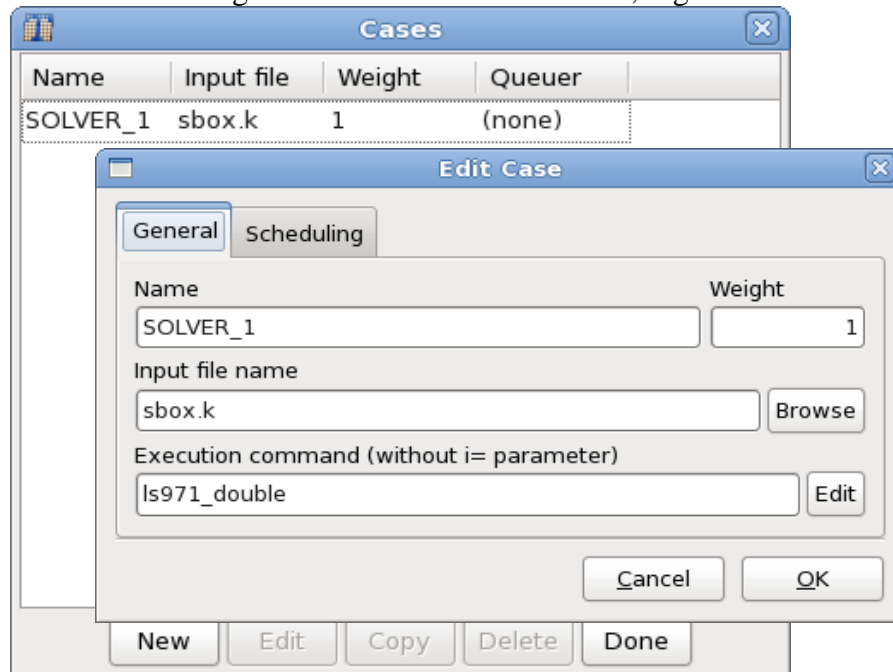 Cases
Name Input file Weight Queuer
SOLVER_1 sbox.k 1 (none)
Edit Case
General Scheduling
Name Weight
SOLVER_1 1
Input file name
sbox.k Browse
Execution command (without i= parameter)
ls971_double Edit
Cancel OK
New Edit Copy Delete Done